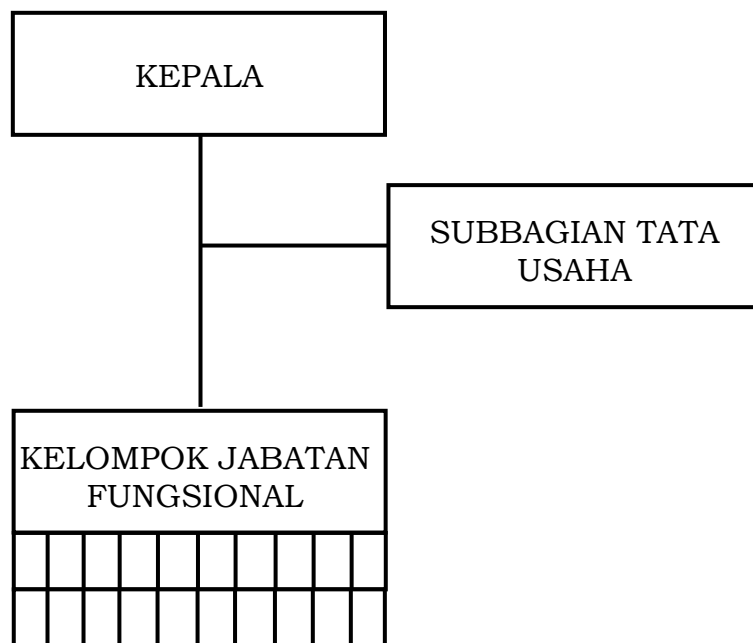 KEPALA
SUBBAGIAN TATA
USAHA
KELOMPOK JABATAN
FUNGSIONAL